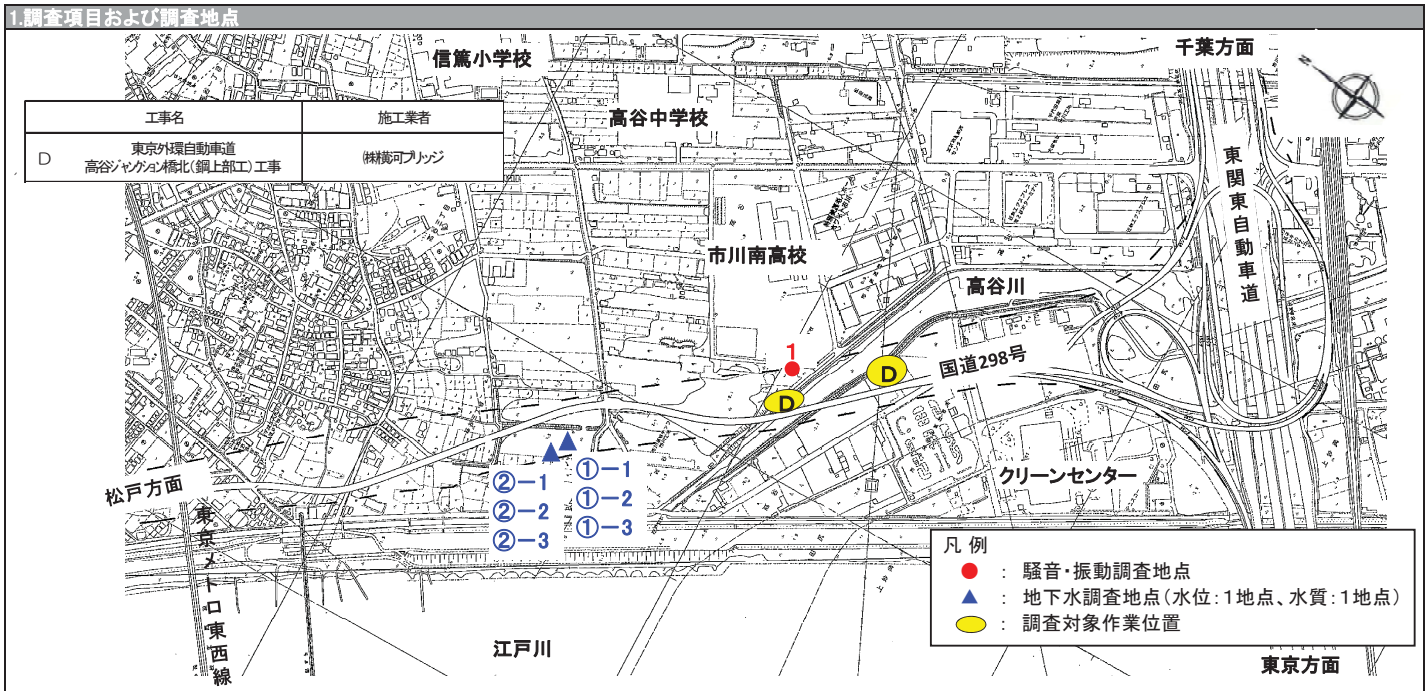 1.調査項目および調査地点
信篤小学校
千葉方面
N
工事名
施工業者
D
東京外環自動車道
高谷ジャンクション橋北(鋼上部工)工事
㈱横河ブリッジ
高谷中学校
東関東自動車道
市川南高校
高谷川
1
D
D
国道298号
クリーンセンター
松戸方面
②-1
②-2
②-3
①-1
①-2
①-3
東京メトロ東西線
江戸川
凡 例
: 騒音・振動調査地点
: 地下水調査地点(水位:1地点、水質:1地点)
: 調査対象作業位置
東京方面